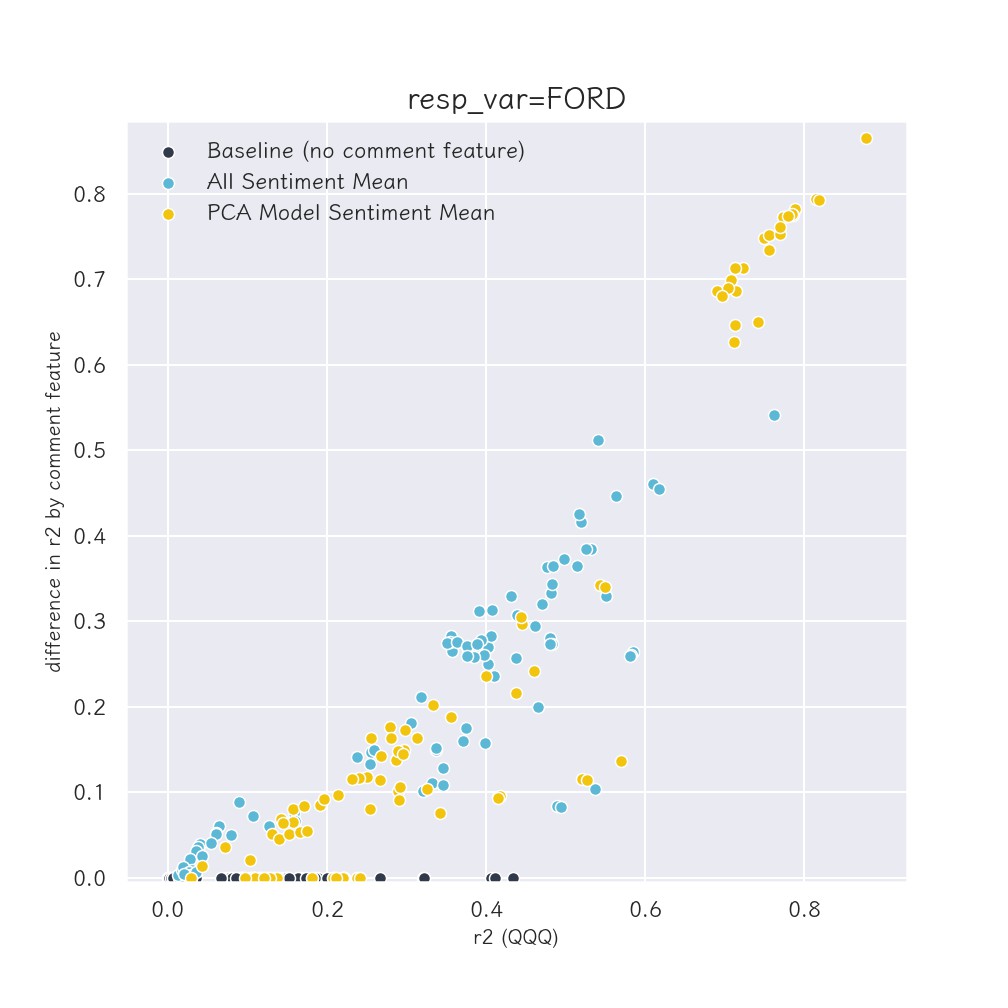 resp_var=FORD
Baseline (no comment feature)
All Sentiment Mean
PCA Model Sentiment Mean
difference in r2 by comment feature
0.8
0.7
0.6
0.5
0.4
0.3
0.2
0.1
0.0
0.0 0.2 0.4 0.6 0.8
r2 (QQQ)